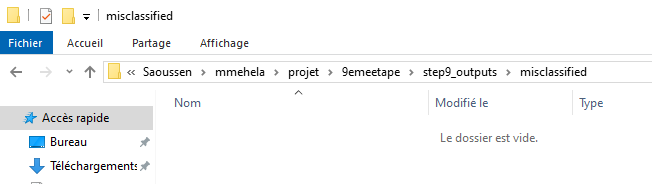 misclassified
Fichier Accueil Partage Affichage
« Saoussen > mmehela > projet > 9emeetape > step9_outputs > misclassified
Nom Modifié le Type
Accès rapide
Le dossier est vide.
Bureau
Téléchargements